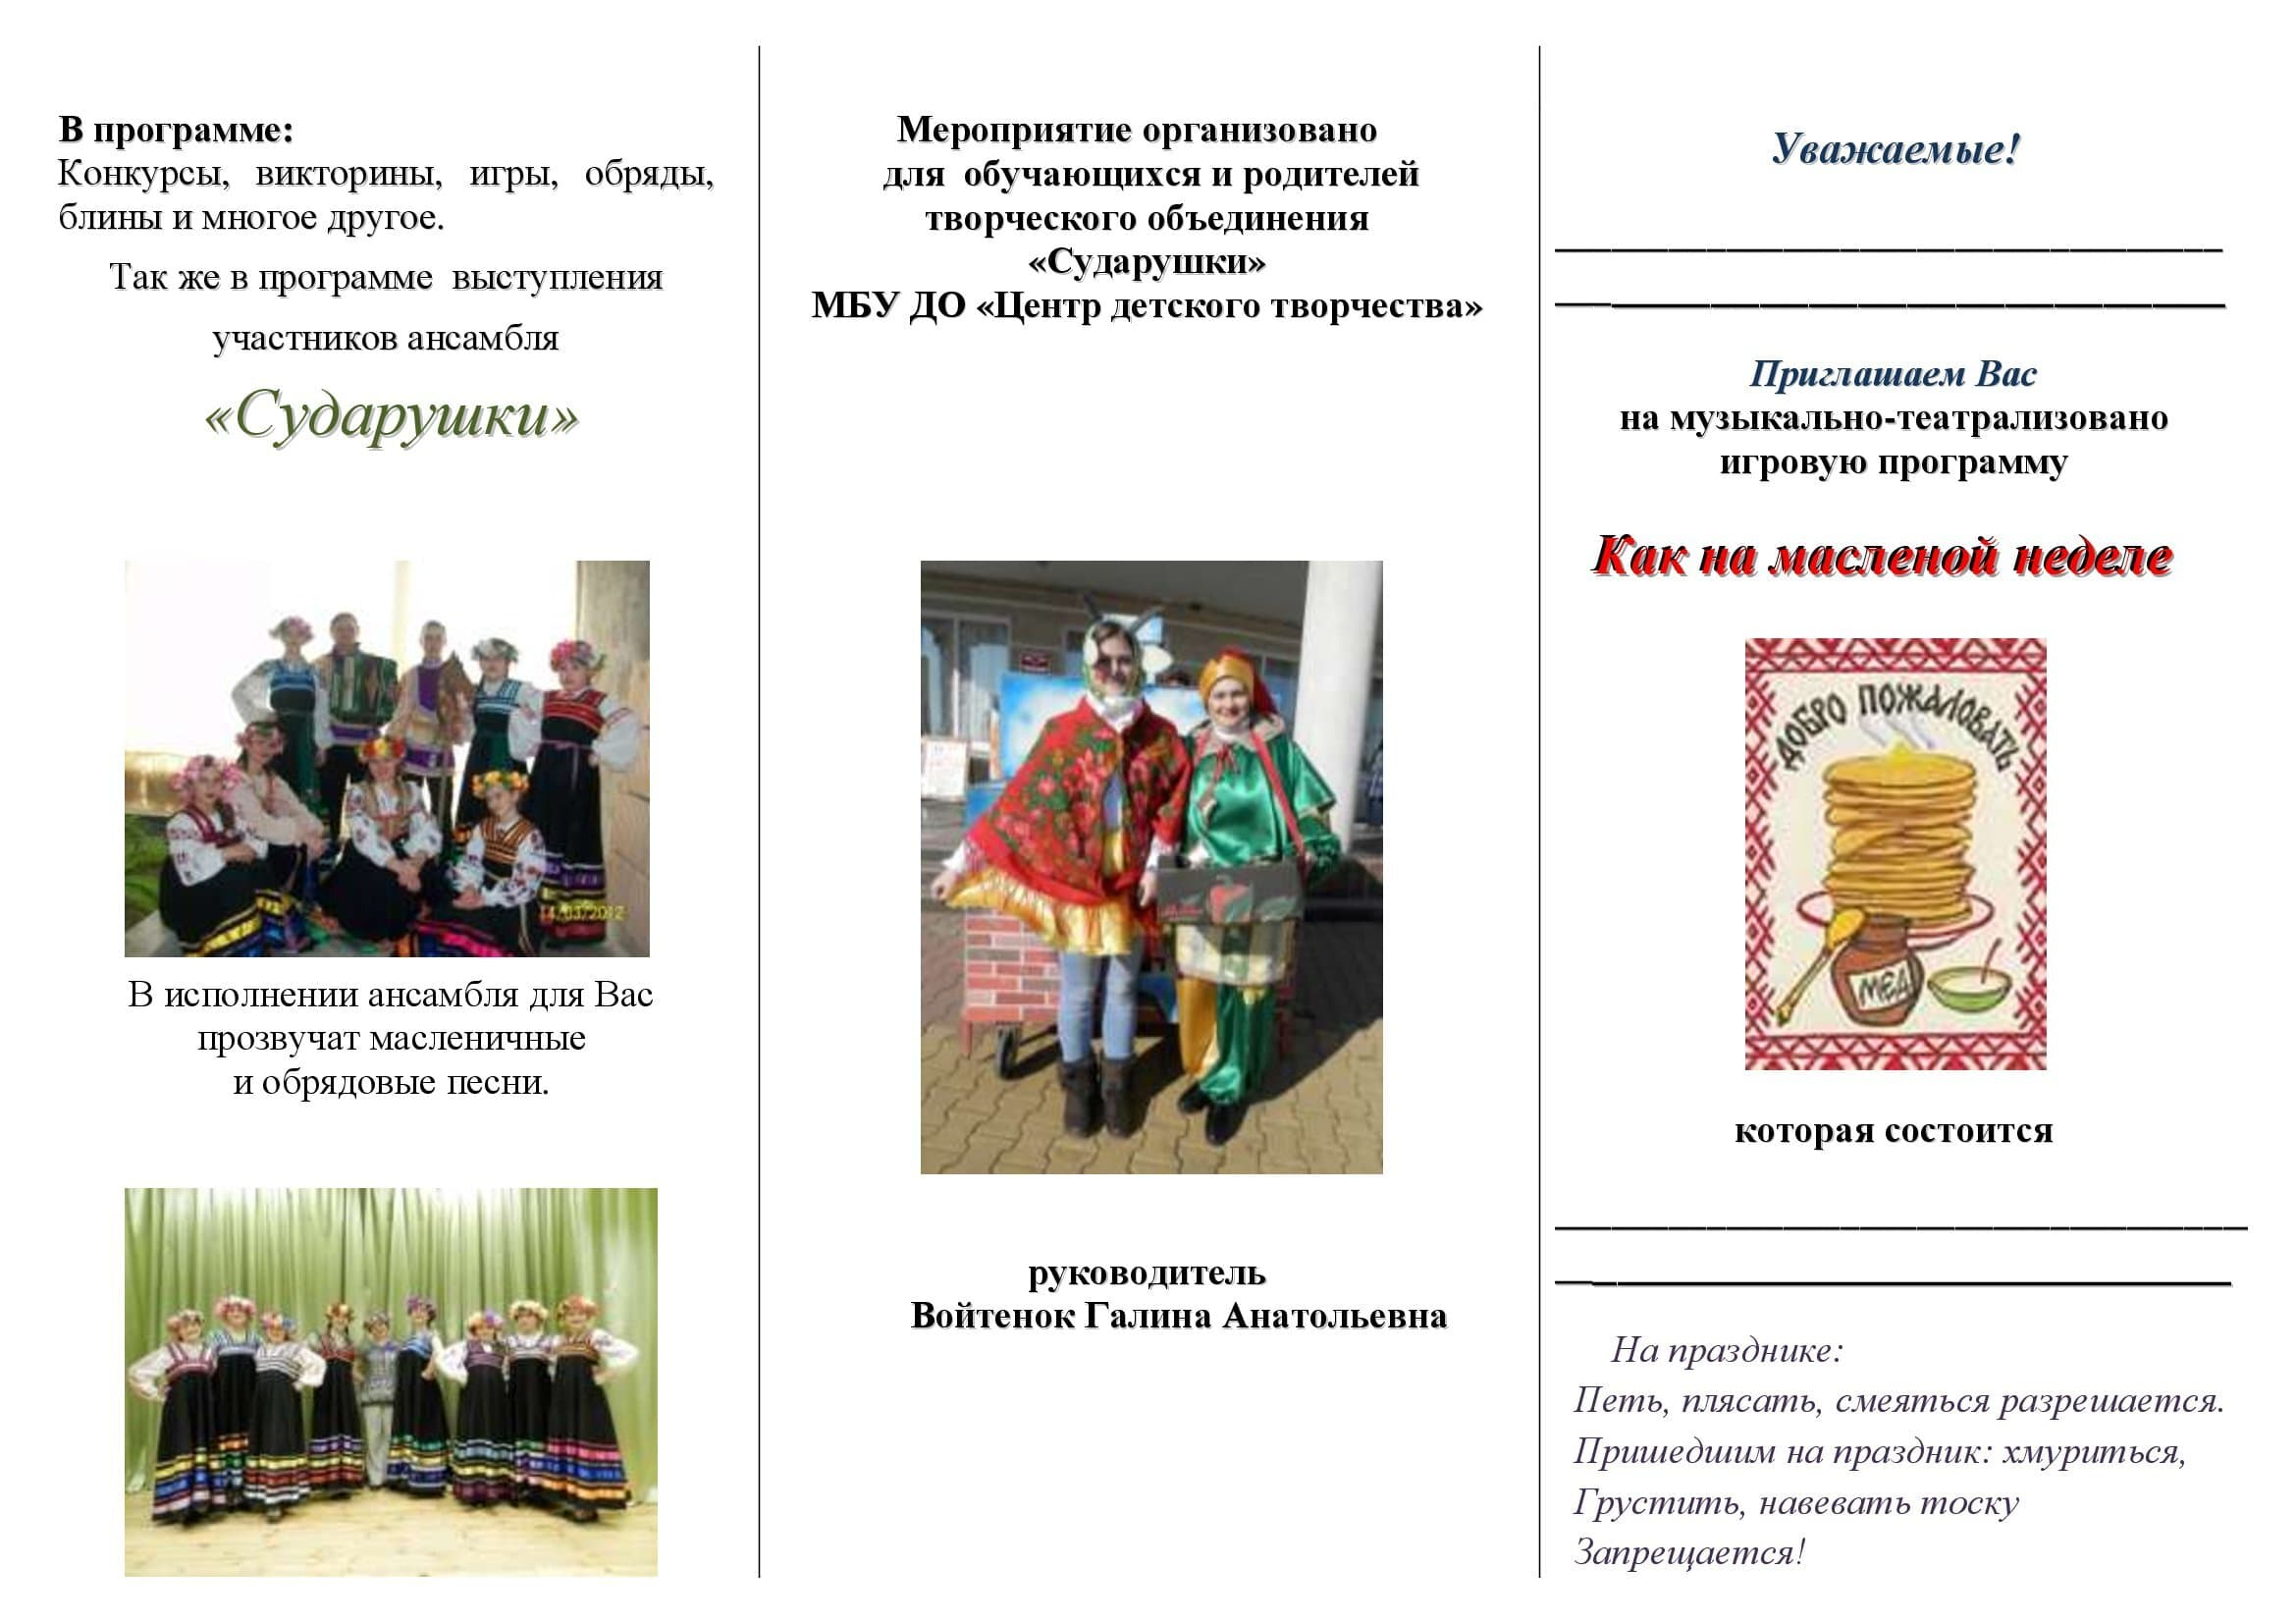 В программе:
Конкурсы, викторины, игры, обряды,
блины и многое другое.
Так же в программе выступления
участников ансамбля
«Сударушки»
14/03/2012
В исполнении ансамбля для Вас
прозвучат масленичные
и обрядовые песни.
Мероприятие организовано
для обучающихся и родителей
творческого объединения
«Сударушки»
МБУ ДО «Центр детского творчества»
руководитель
Войтенок Галина Анатольевна
Уважаемые!
Приглашаем Вас
на музыкально-театрализовано
игровую программу
Как на масленой неделе
ДОБРО ПОЖАЛОВАТЬ
МЁД
которая состоится
На празднике:
Петь, плясать, смеяться разрешается.
Пришедшим на праздник: хмуриться,
Грустить, навевать тоску
Запрещается!